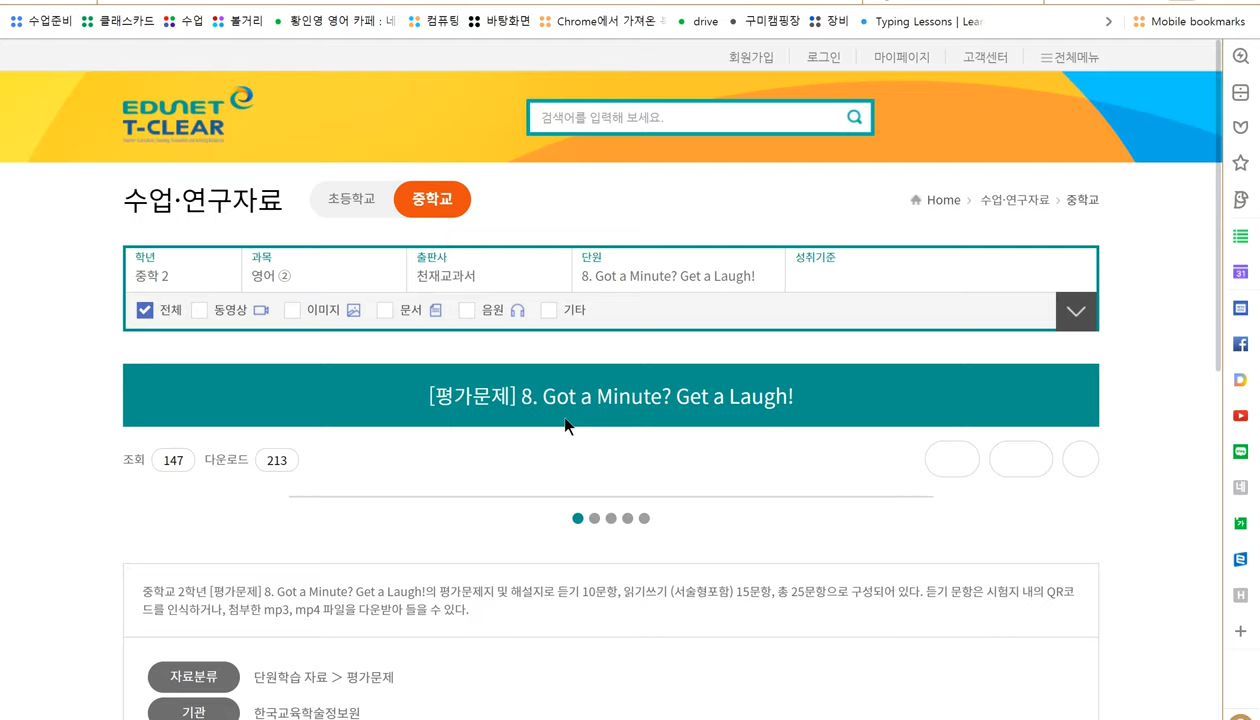 수업준비 클래스카드 수업 볼거리 황인영 영어 카페 : 네 컴퓨팅 바탕화면 Chrome에서 가져온 drive 구미캠핑장 장비 Typing Lessons | Lear Mobile bookmarks
회원가입 로그인 마이페이지 고객센터 전체메뉴
EDUNET
T-CLEAR
검색어를 입력해 보세요.
수업·연구자료 초등학교 중학교 Home > 수업·연구자료 > 중학교
학년 과목 출판사 단원 성취기준
중학 2 영어 ② 천재교과서 8. Got a Minute? Get a Laugh!
전체 동영상 이미지 문서 음원 기타
[평가문제] 8. Got a Minute? Get a Laugh!
조회 147 다운로드 213
중학교 2학년 [평가문제] 8. Got a Minute? Get a Laugh!의 평가문제지 및 해설지로 듣기 10문항, 읽기쓰기 (서술형포함) 15문항, 총 25문항으로 구성되어 있다. 듣기 문항은 시험지 내의 QR코
드를 인식하거나, 첨부한 mp3, mp4 파일을 다운받아 들을 수 있다.
자료분류 단원학습 자료 > 평가문제
기관 한국교육학술정보원